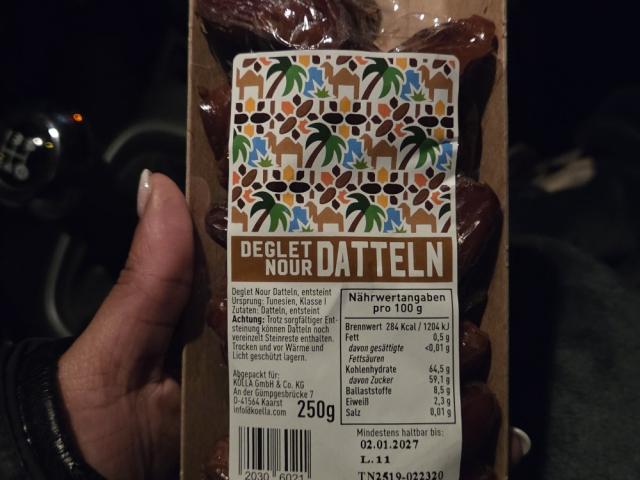 DEGLET
NOUR DATTELN
Deglet Nour Datteln, entsteint
Ursprung: Tunesien, Klasse I
Zutaten: Datteln, entsteint
Achtung: Trotz sorgfältiger Ent-
steinung können Datteln noch
vereinzelt Steinreste enthalten.
Trocken und vor Wärme und
Licht geschützt lagern.
Abgepackt für:
KÖLLA GmbH & Co. KG
An der Gümpgesbrücke 7
D-41564 Kaarst
info@koella.com
250g
2030 6021
Nährwertangaben
pro 100 g
Brennwert 284 Kcal / 1204 kJ
Fett 0,5 g
davon gesättigte <0,01 g
Fettsäuren
Kohlenhydrate 64,5 g
davon Zucker 59,1 g
Ballaststoffe 8,5 g
Eiweiß 2,3 g
Salz 0,01 g
Mindestens haltbar bis:
02.01.2027
L.11
TN2519-022320